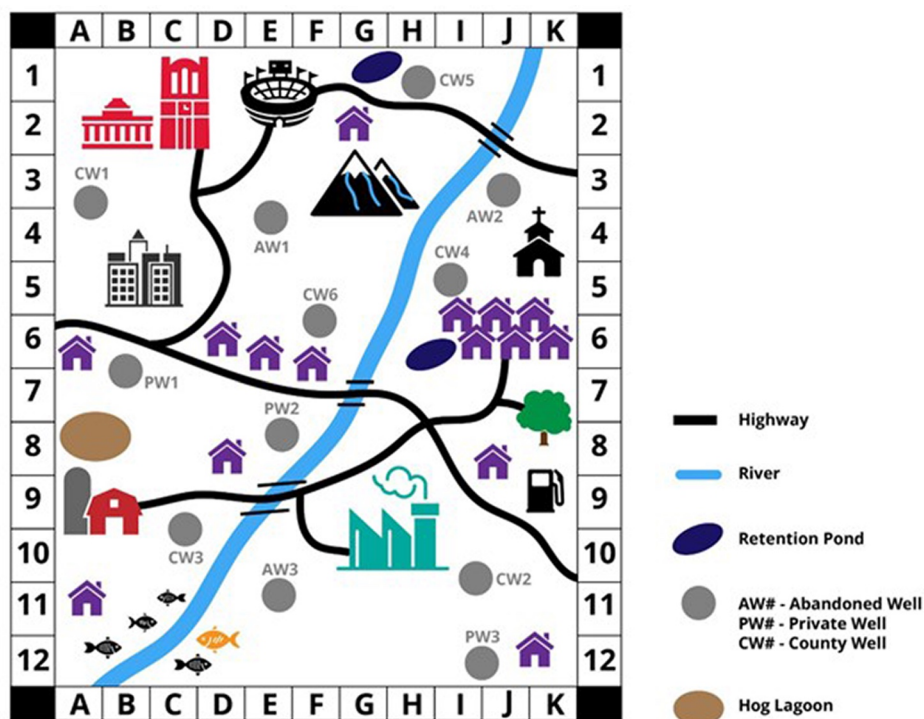 A B C D E F G H I J K
1 1
CW5
2 2
3 3
CW1
AW2
4 4
AW1
CW4
5 5
CW6
6 6
7 7
PW1
PW2
Highway
8 8
River
9 9
Retention Pond
10 10
CW3
AW3
CW2
11 11
AW# - Abandoned Well
PW# - Private Well
CW# - County Well
PW3
12 12
A B C D E F G H I J K
Hog Lagoon